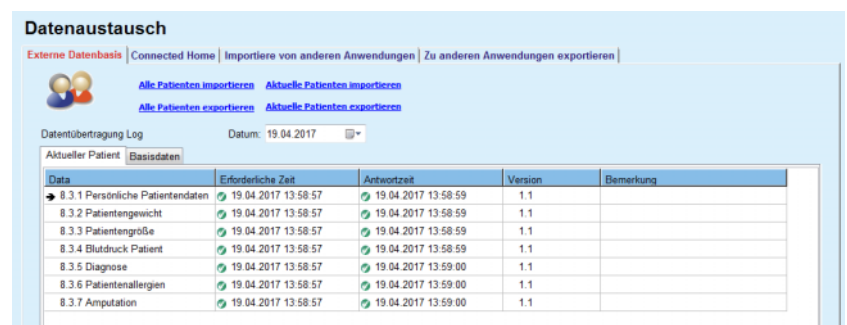 Datenaustausch
Externe Datenbasis Connected Home Importiere von anderen Anwendungen Zu anderen Anwendungen exportieren
Alle Patienten importieren Aktuelle Patienten importieren
Alle Patienten exportieren Aktuelle Patienten exportieren
Datentübertragung Log Datum: 19.04.2017
Aktueller Patient Basisdaten
Data Erforderliche Zeit Antwortzeit Version Bemerkung
8.3.1 Persönliche Patientendaten 19.04.2017 13:58:57 19.04.2017 13:58:59 1.1
8.3.2 Patientengewicht 19.04.2017 13:58:57 19.04.2017 13:58:59 1.1
8.3.3 Patientengröße 19.04.2017 13:58:57 19.04.2017 13:58:59 1.1
8.3.4 Blutdruck Patient 19.04.2017 13:58:57 19.04.2017 13:58:59 1.1
8.3.5 Diagnose 19.04.2017 13:58:57 19.04.2017 13:59:00 1.1
8.3.6 Patientenallergien 19.04.2017 13:58:57 19.04.2017 13:59:00 1.1
8.3.7 Amputation 19.04.2017 13:58:57 19.04.2017 13:59:00 1.1